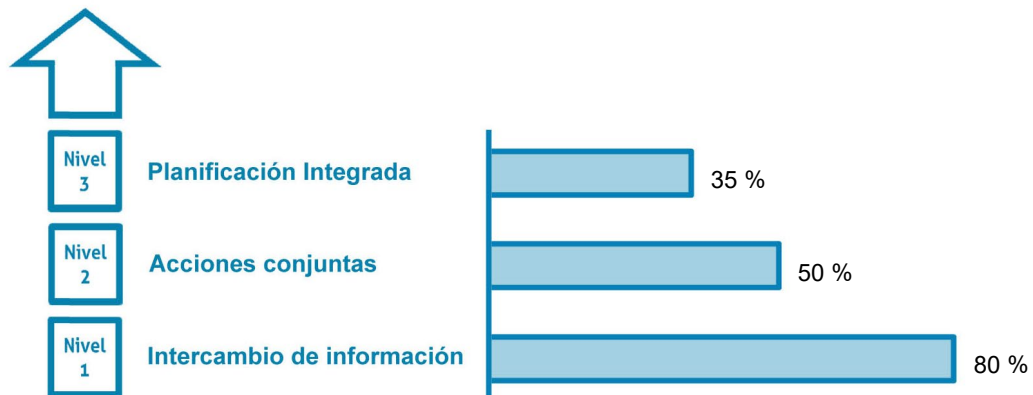 Nivel
3
Planificación Integrada
35 %
Nivel
2
Acciones conjuntas
50 %
Nivel
1
Intercambio de información
80 %